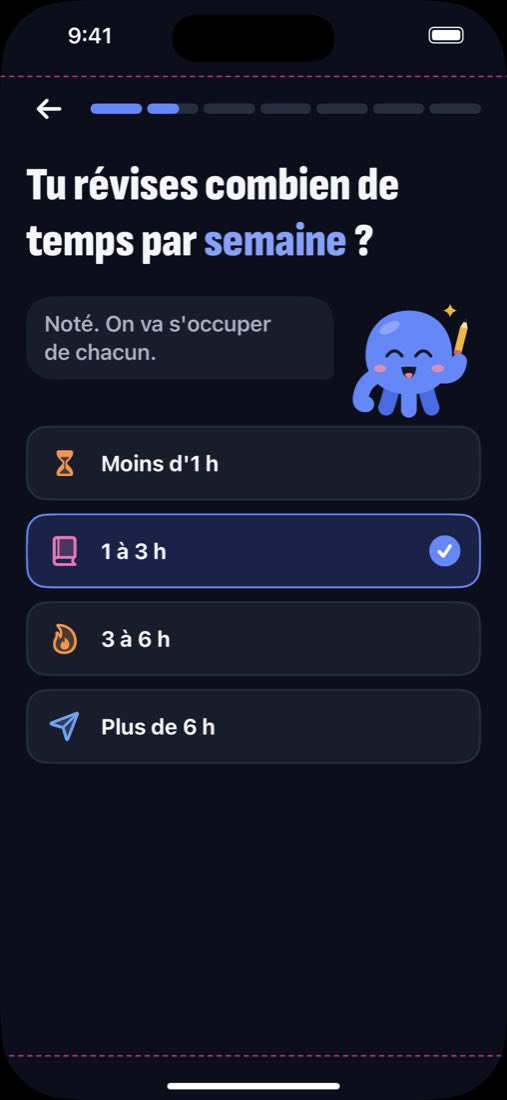 9:41
Tu révises combien de
temps par semaine ?
Noté. On va s'occuper
de chacun.
Moins d'1 h
1 à 3 h
3 à 6 h
Plus de 6 h